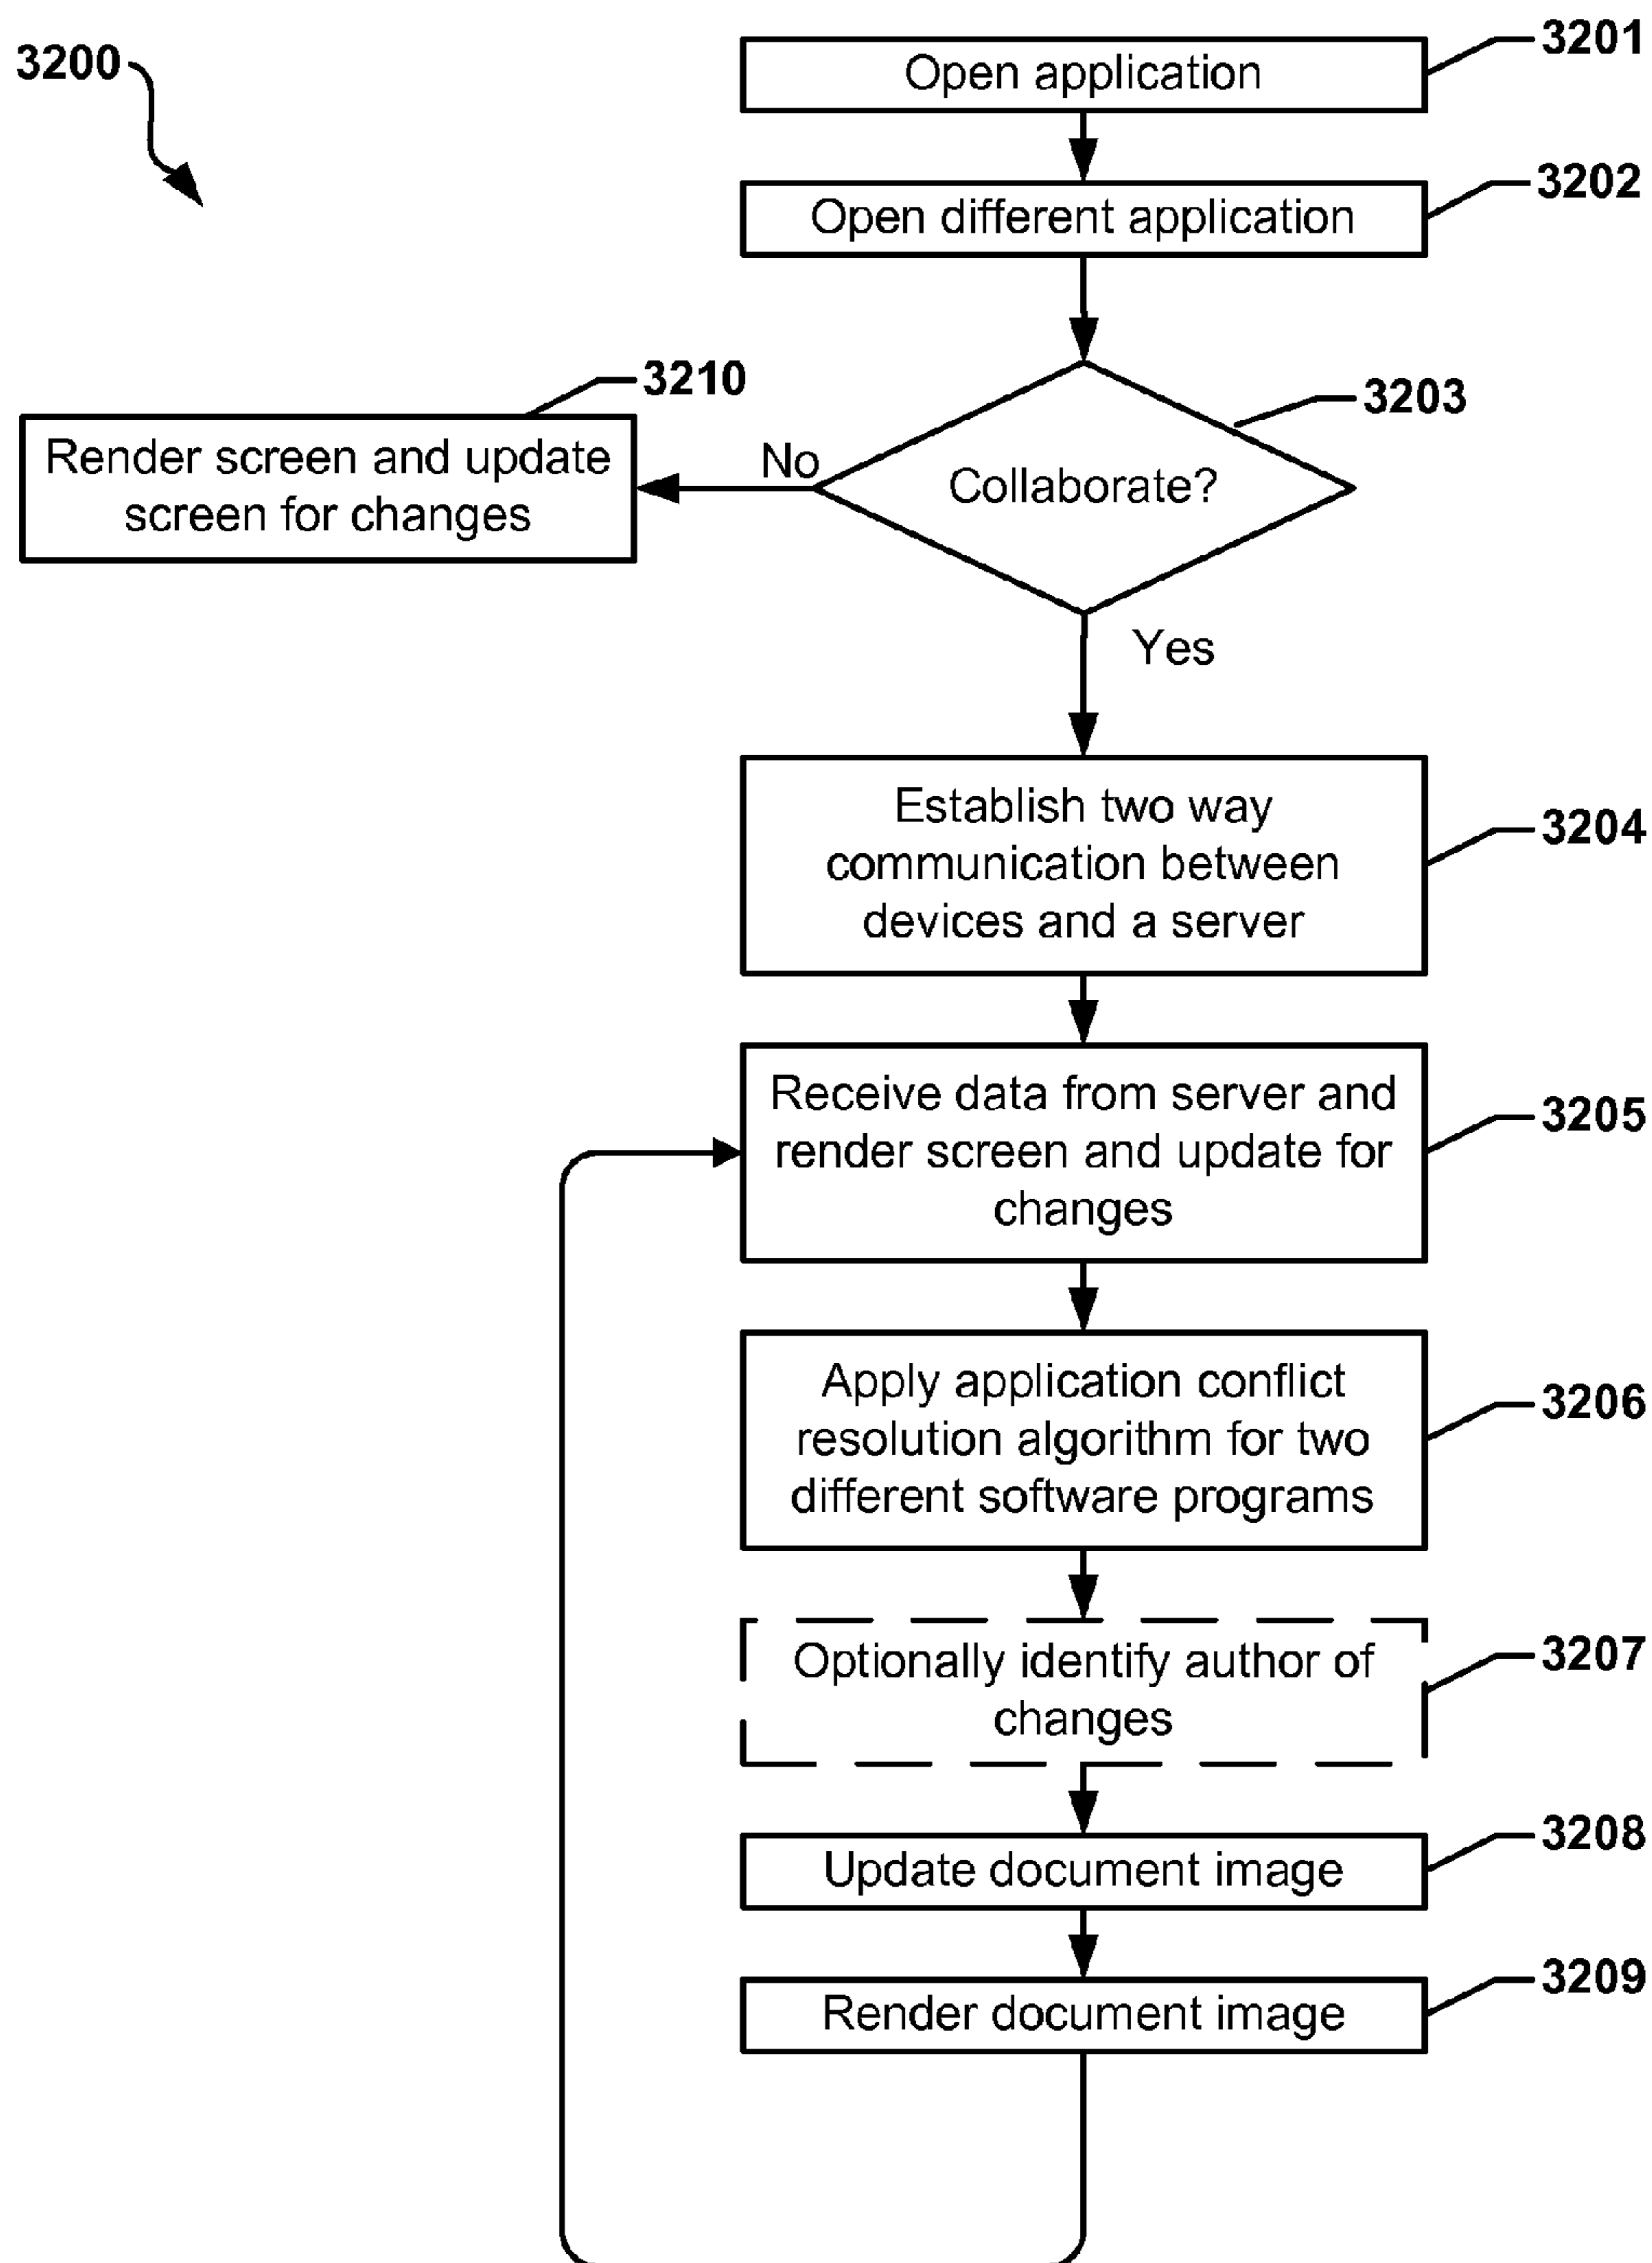 3200
3201
Open application
3202
Open different application
3203
Collaborate?
No
3210
Render screen and update
screen for changes
Yes
3204
Establish two way
communication between
devices and a server
3205
Receive data from server and
render screen and update for
changes
3206
Apply application conflict
resolution algorithm for two
different software programs
3207
Optionally identify author of
changes
3208
Update document image
3209
Render document image